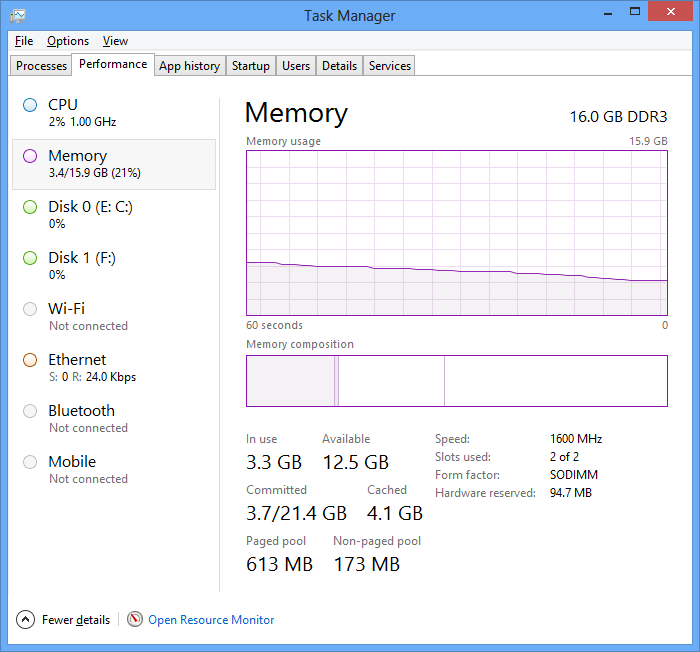 Task Manager
File Options View
Processes Performance App history Startup Users Details Services
CPU
2% 1.00 GHz
Memory
3.4/15.9 GB (21%)
Disk 0 (E: C:)
0%
Disk 1 (F:)
0%
Wi-Fi
Not connected
Ethernet
S: 0 R: 24.0 Kbps
Bluetooth
Not connected
Mobile
Not connected
Memory 16.0 GB DDR3
Memory usage 15.9 GB
60 seconds 0
Memory composition
In use Available
3.3 GB 12.5 GB
Committed Cached
3.7/21.4 GB 4.1 GB
Paged pool Non-paged pool
613 MB 173 MB
Speed: 1600 MHz
Slots used: 2 of 2
Form factor: SODIMM
Hardware reserved: 94.7 MB
Fewer details Open Resource Monitor